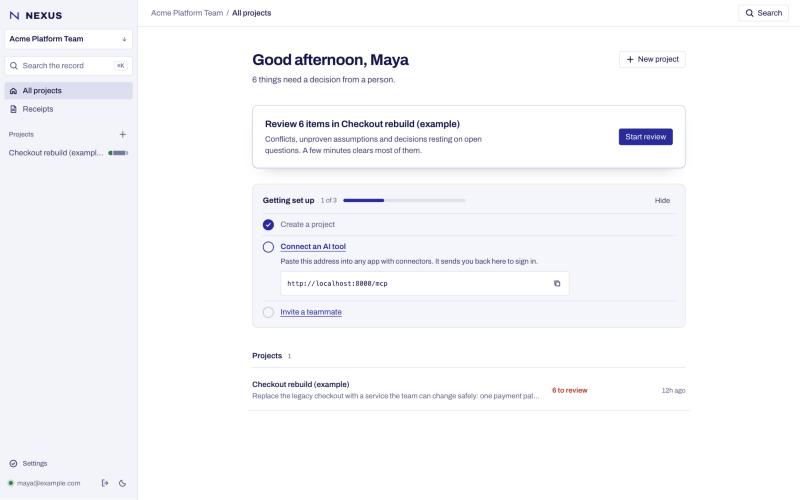 NEXUS
Acme Platform Team
Search the record ⌘K
All projects
Receipts
Projects
Checkout rebuild (exampl...
Settings
maya@example.com
Acme Platform Team / All projects
Search
Good afternoon, Maya
New project
6 things need a decision from a person.
Review 6 items in Checkout rebuild (example)
Conflicts, unproven assumptions and decisions resting on open
questions. A few minutes clears most of them.
Start review
Getting set up 1 of 3
Hide
Create a project
Connect an AI tool
Paste this address into any app with connectors. It sends you back here to sign in.
http://localhost:8000/mcp
Invite a teammate
Projects 1
Checkout rebuild (example)
Replace the legacy checkout with a service the team can change safely: one payment pat...
6 to review
12h ago